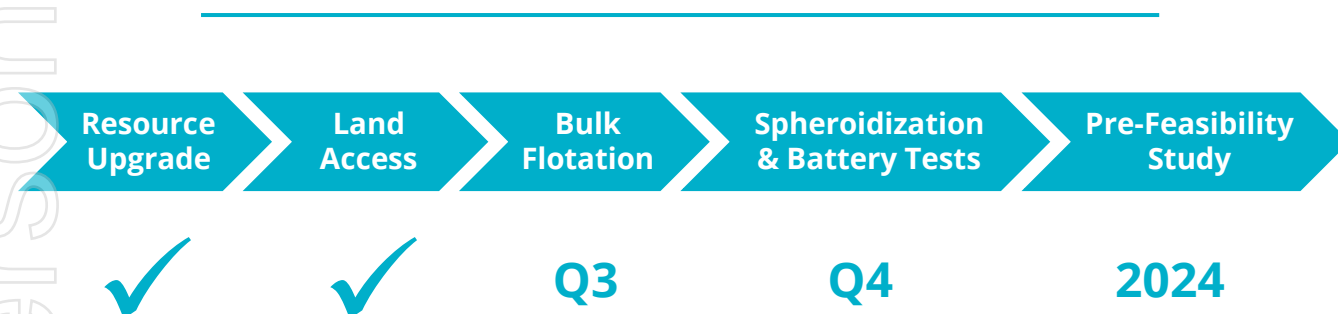 Resource
Upgrade
Land
Access
Bulk
Flotation
Spheroidization
& Battery Tests
Pre-Feasibility
Study
Q3
Q4
2024